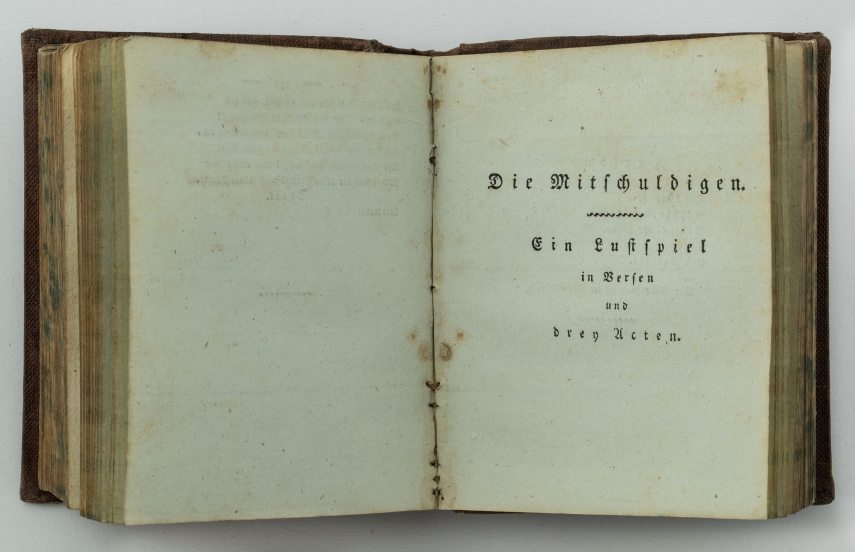 Die Mitſchuldigen.
Ein Luſtſpiel
in Verſen
und
drey Acten.